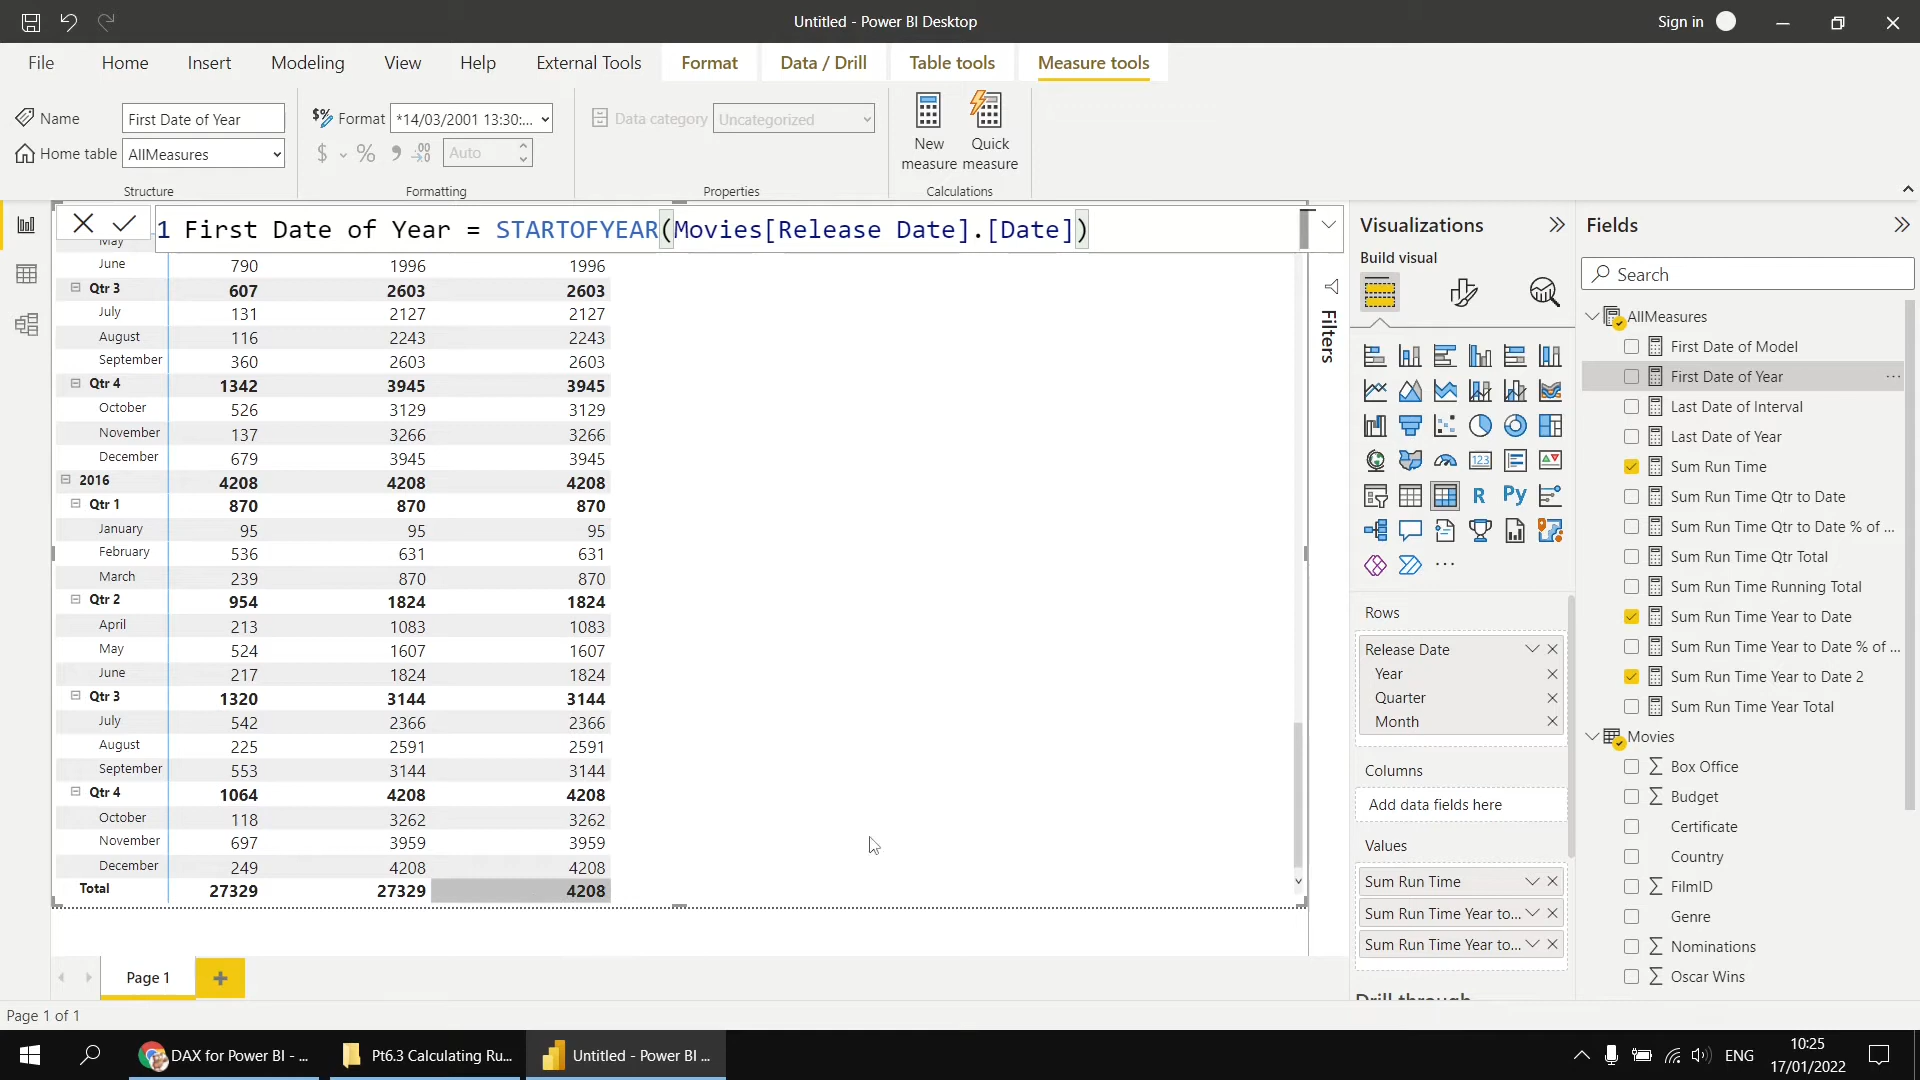 Untitled - Power BI Desktop
Sign in
File Home Insert Modeling View Help External Tools Format Data / Drill Table tools Measure tools
Name First Date of Year
Home table AllMeasures
Structure
Format *14/03/2001 13:30:...
$ % Auto
Formatting
Data category Uncategorized
Properties
New measure
Quick measure
Calculations
1 First Date of Year = STARTOFYEAR(Movies[Release Date].[Date])
May
June 790 1996 1996
Qtr 3 607 2603 2603
July 131 2127 2127
August 116 2243 2243
September 360 2603 2603
Qtr 4 1342 3945 3945
October 526 3129 3129
November 137 3266 3266
December 679 3945 3945
2016 4208 4208 4208
Qtr 1 870 870 870
January 95 95 95
February 536 631 631
March 239 870 870
Qtr 2 954 1824 1824
April 213 1083 1083
May 524 1607 1607
June 217 1824 1824
Qtr 3 1320 3144 3144
July 542 2366 2366
August 225 2591 2591
September 553 3144 3144
Qtr 4 1064 4208 4208
October 118 3262 3262
November 697 3959 3959
December 249 4208 4208
Total 27329 27329 4208
Filters
Visualizations
Build visual
123
R
Py
Rows
Release Date
Year
Quarter
Month
Columns
Add data fields here
Values
Sum Run Time
Sum Run Time Year to...
Sum Run Time Year to...
Drill through
Fields
Search
AllMeasures
First Date of Model
First Date of Year
Last Date of Interval
Last Date of Year
Sum Run Time
Sum Run Time Qtr to Date
Sum Run Time Qtr to Date % of ...
Sum Run Time Qtr Total
Sum Run Time Running Total
Sum Run Time Year to Date
Sum Run Time Year to Date % of ...
Sum Run Time Year to Date 2
Sum Run Time Year Total
Movies
Box Office
Budget
Certificate
Country
FilmID
Genre
Nominations
Oscar Wins
Page 1
Page 1 of 1
DAX for Power BI - ...
Pt6.3 Calculating Ru...
Untitled - Power BI ...
ENG
10:25
17/01/2022